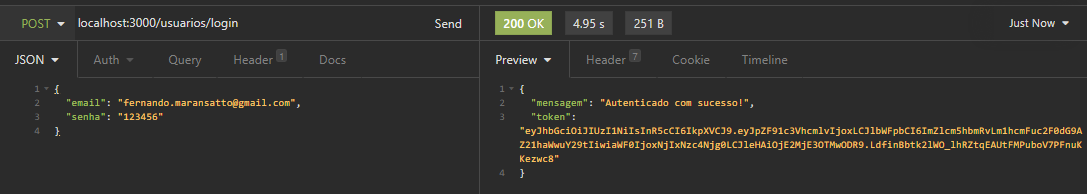 POST localhost:3000/usuarios/login Send 200 OK 4.95 s 251 B Just Now
JSON Auth Query Header 1 Docs Preview Header 7 Cookie Timeline
1 {
2 "email": "fernando.maransatto@gmail.com",
3 "senha": "123456"
4 }
1 {
2 "mensagem": "Autenticado com sucesso!",
3 "token":
"eyJhbGciOiJIUzI1NiIsInR5cCI6IkpXVCJ9.eyJpZF91c3VhcmlvIjoxLCJlbWFpbCI6ImZlcm5hbmRvLm1hcmFuc2F0dG9A
Z21haWwuY29tIiwiaWF0IjoxNjIxNzc4Njg0LCJleHAiOjE2MjE3OTMwODR9.LdfinBbtk2lWO_lhRZtqEAUtFMPuboV7PFnuK
Kezwc8"
4 }